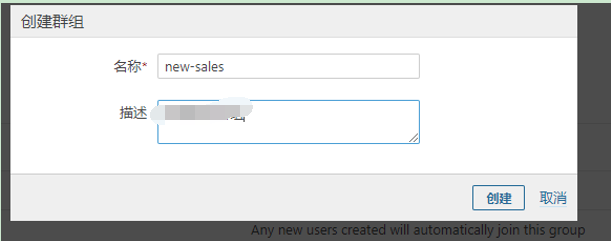 创建群组
名称* new-sales
描述
创建 取消
Any new users created will automatically join this group